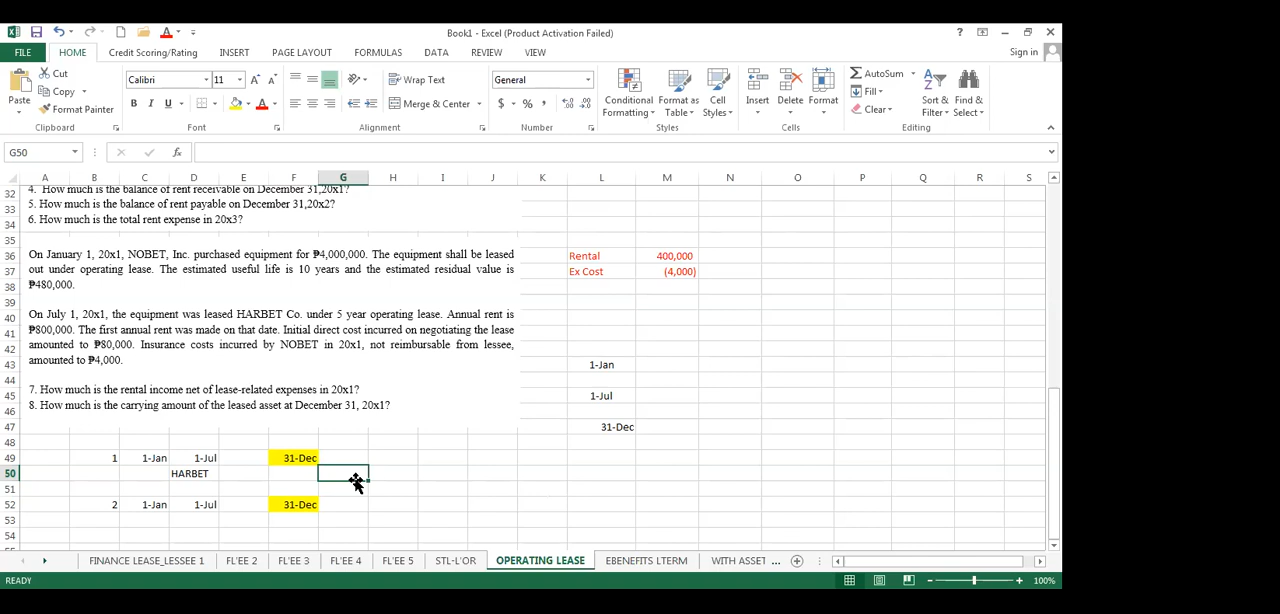 Book1 - Excel (Product Activation Failed)
FILE HOME Credit Scoring/Rating INSERT PAGE LAYOUT FORMULAS DATA REVIEW VIEW Sign in
Cut
Copy
Format Painter
Paste
Clipboard
Calibri 11
B I U
Font
Wrap Text
Merge & Center
Alignment
General
$ % ,
Number
Conditional Formatting
Format as Table
Cell Styles
Styles
Insert Delete Format
Cells
AutoSum
Fill
Clear
Sort & Filter
Find & Select
Editing
G50 fx
A B C D E F G H I J K L M N O P Q R S
32 4. How much is the balance of rent receivable on December 31,20x1?
33 5. How much is the balance of rent payable on December 31,20x2?
34 6. How much is the total rent expense in 20x3?
35
36 On January 1, 20x1, NOBET, Inc. purchased equipment for ₱4,000,000. The equipment shall be leased Rental 400,000
37 out under operating lease. The estimated useful life is 10 years and the estimated residual value is Ex Cost (4,000)
38 ₱480,000.
39
40 On July 1, 20x1, the equipment was leased HARBET Co. under 5 year operating lease. Annual rent is
41 ₱800,000. The first annual rent was made on that date. Initial direct cost incurred on negotiating the lease
42 amounted to ₱80,000. Insurance costs incurred by NOBET in 20x1, not reimbursable from lessee,
43 amounted to ₱4,000. 1-Jan
44
45 7. How much is the rental income net of lease-related expenses in 20x1? 1-Jul
46 8. How much is the carrying amount of the leased asset at December 31, 20x1?
47 31-Dec
48
49 1 1-Jan 1-Jul 31-Dec
50 HARBET
51
52 2 1-Jan 1-Jul 31-Dec
53
54
FINANCE LEASE_LESSEE 1 FL'EE 2 FL'EE 3 FL'EE 4 FL'EE 5 STL-L'OR OPERATING LEASE EBENEFITS LTERM WITH ASSET ...
READY 100%